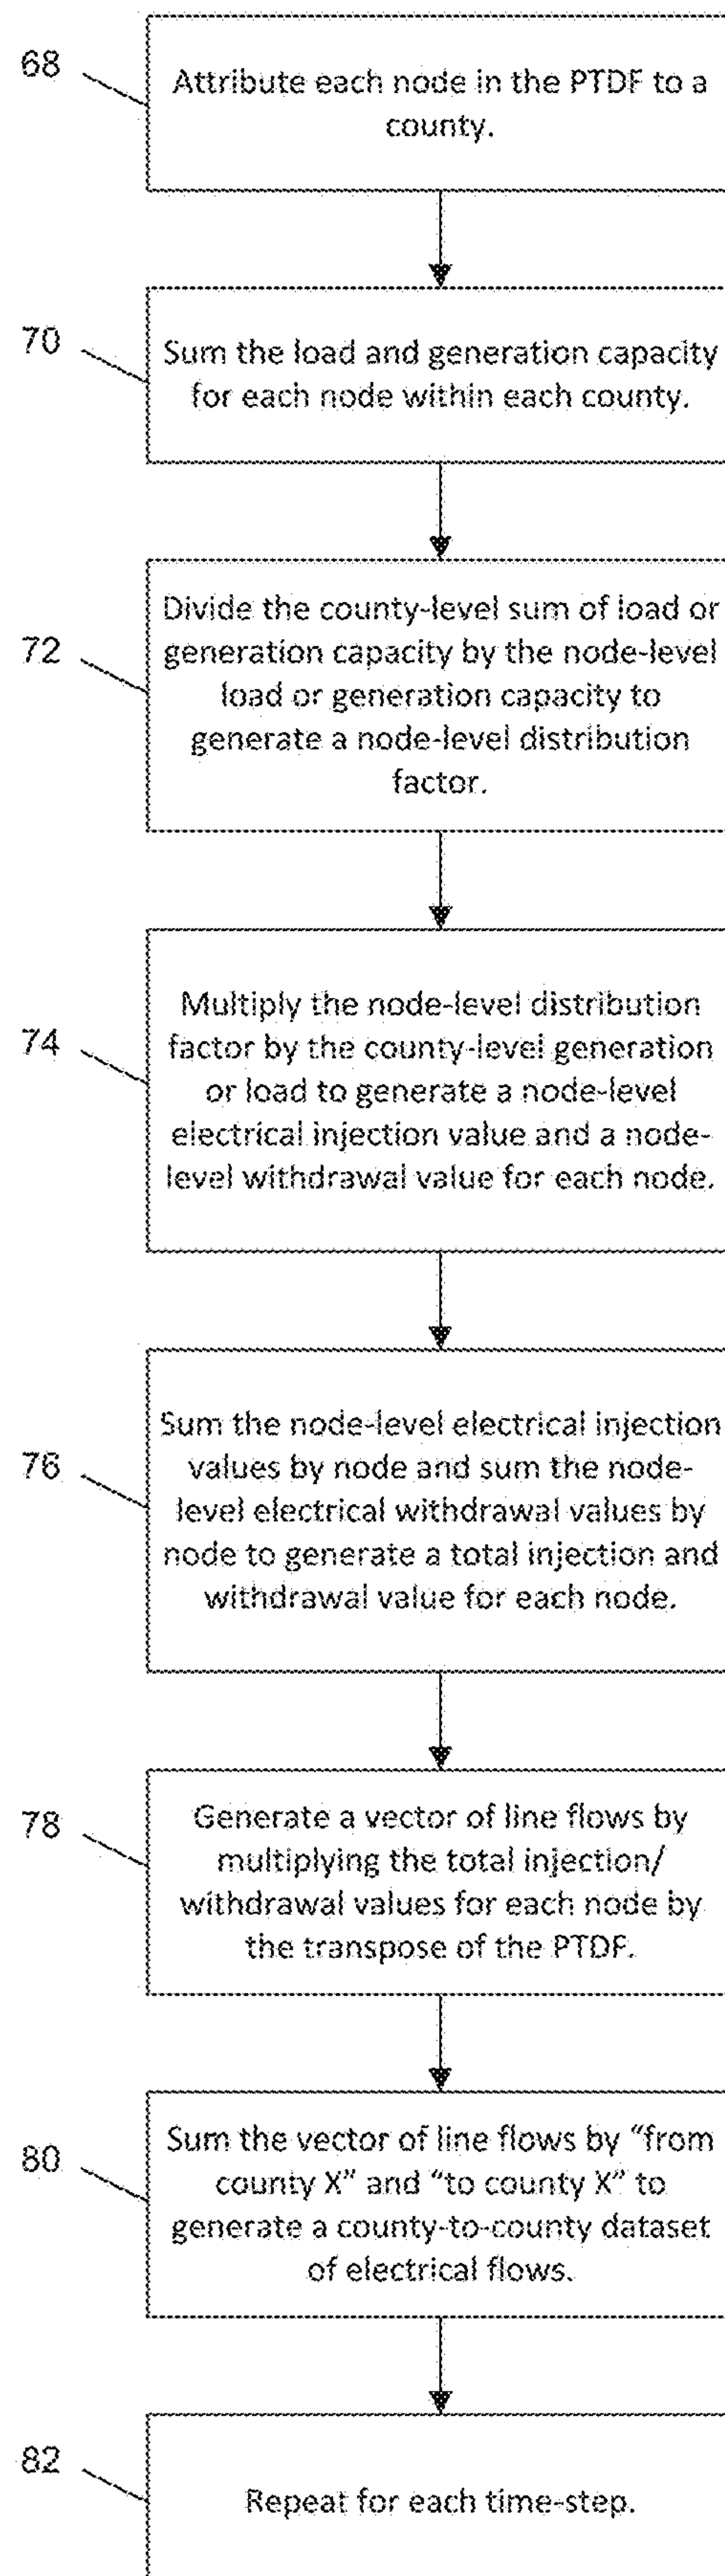 68
Attribute each node in the PTDF to a
county.
70
Sum the load and generation capacity
for each node within each county.
72
Divide the county-level sum of load or
generation capacity by the node-level
load or generation capacity to
generate a node-level distribution
factor.
74
Multiply the node-level distribution
factor by the county-level generation
or load to generate a node-level
electrical injection value and a node-
level withdrawal value for each node.
76
Sum the node-level electrical injection
values by node and sum the node-
level electrical withdrawal values by
node to generate a total injection and
withdrawal value for each node.
78
Generate a vector of line flows by
multiplying the total injection/
withdrawal values for each node by
the transpose of the PTDF.
80
Sum the vector of line flows by “from
county X” and “to county X” to
generate a county-to-county dataset
of electrical flows.
82
Repeat for each time-step.